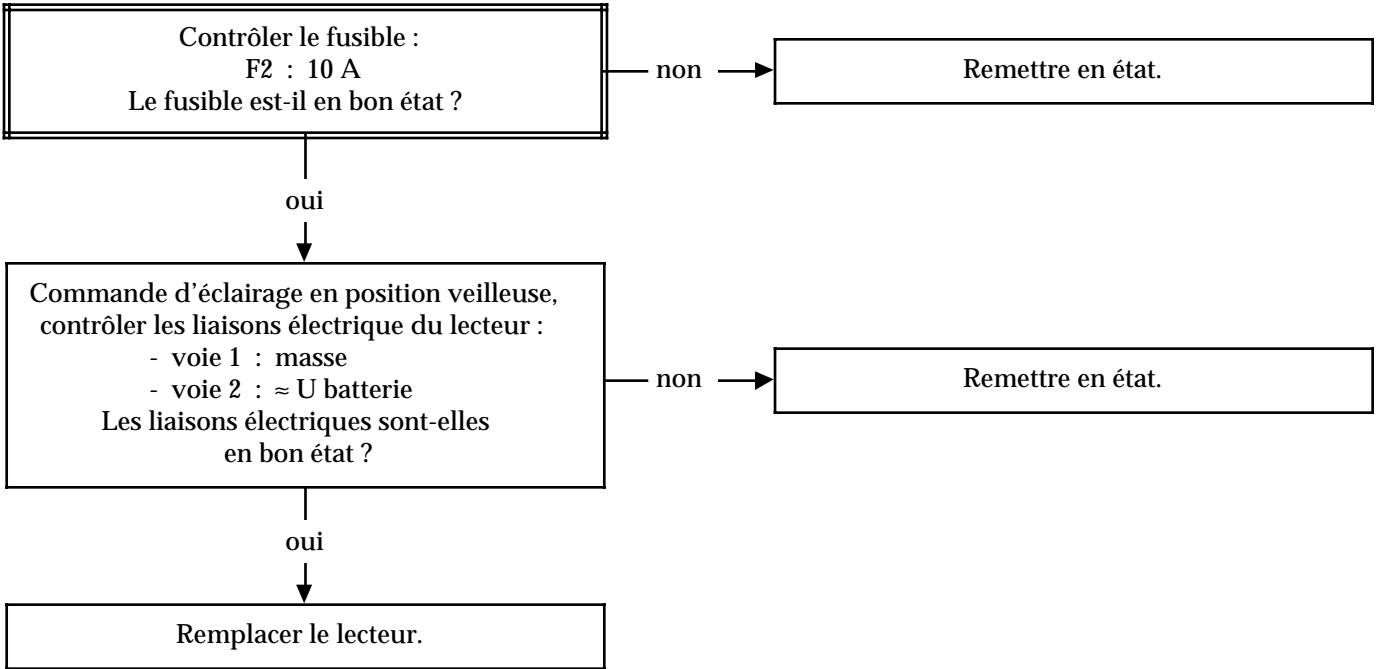 Contrôler le fusible :
F2 : 10 A
Le fusible est-il en bon état ?
non
Remettre en état.
oui
Commande d'éclairage en position veilleuse,
contrôler les liaisons électrique du lecteur :
- voie 1 : masse
- voie 2 : ≈ U batterie
Les liaisons électriques sont-elles
en bon état ?
non
Remettre en état.
oui
Remplacer le lecteur.